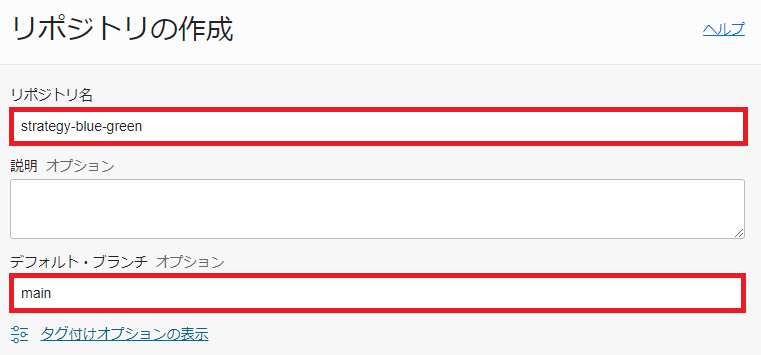 リポジトリの作成
ヘルプ
リポジトリ名
strategy-blue-green
説明 オプション
デフォルト・ブランチ オプション
main
タグ付けオプションの表示